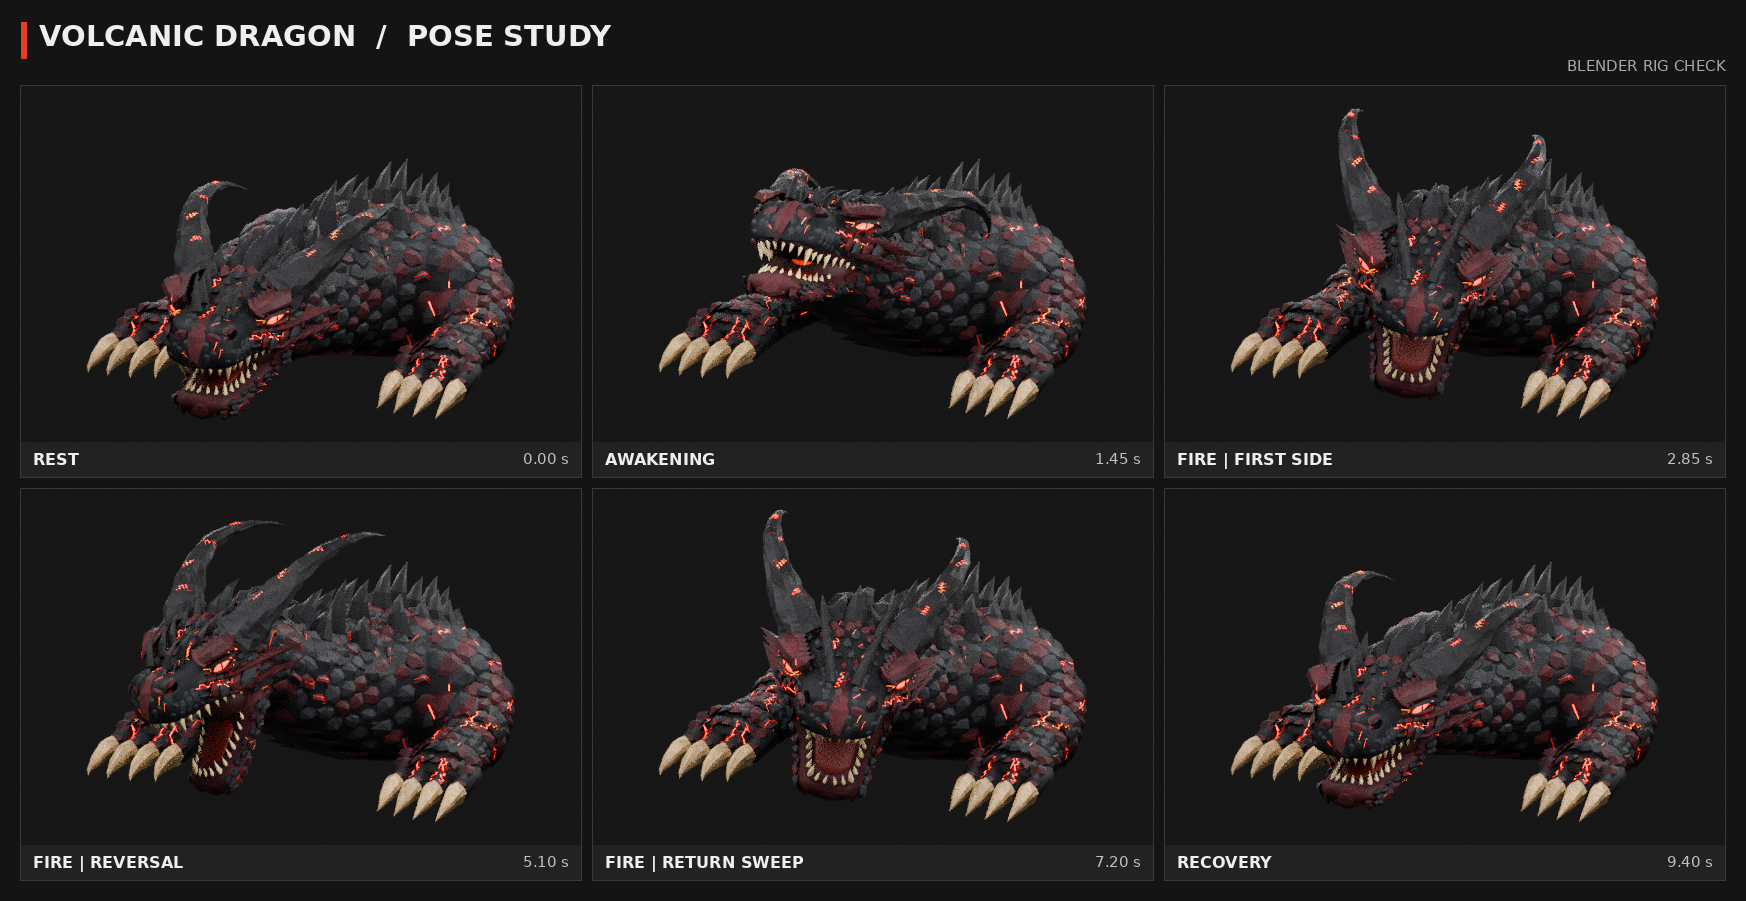 VOLCANIC DRAGON / POSE STUDY
BLENDER RIG CHECK
REST 0.00 s
AWAKENING 1.45 s
FIRE | FIRST SIDE 2.85 s
FIRE | REVERSAL 5.10 s
FIRE | RETURN SWEEP 7.20 s
RECOVERY 9.40 s